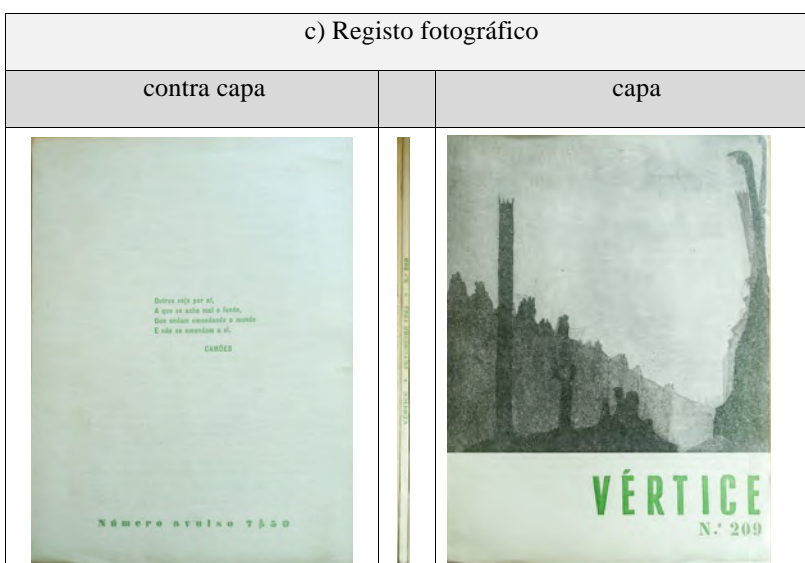 c) Registo fotográfico
contra capa
capa
Outros vejo por aí,
A que se acha mal o fundo,
Que andam emendando o mundo
E não se emendam a si.
CAMÕES
Número avulso 7$50
VÉRTICE
N.º 209